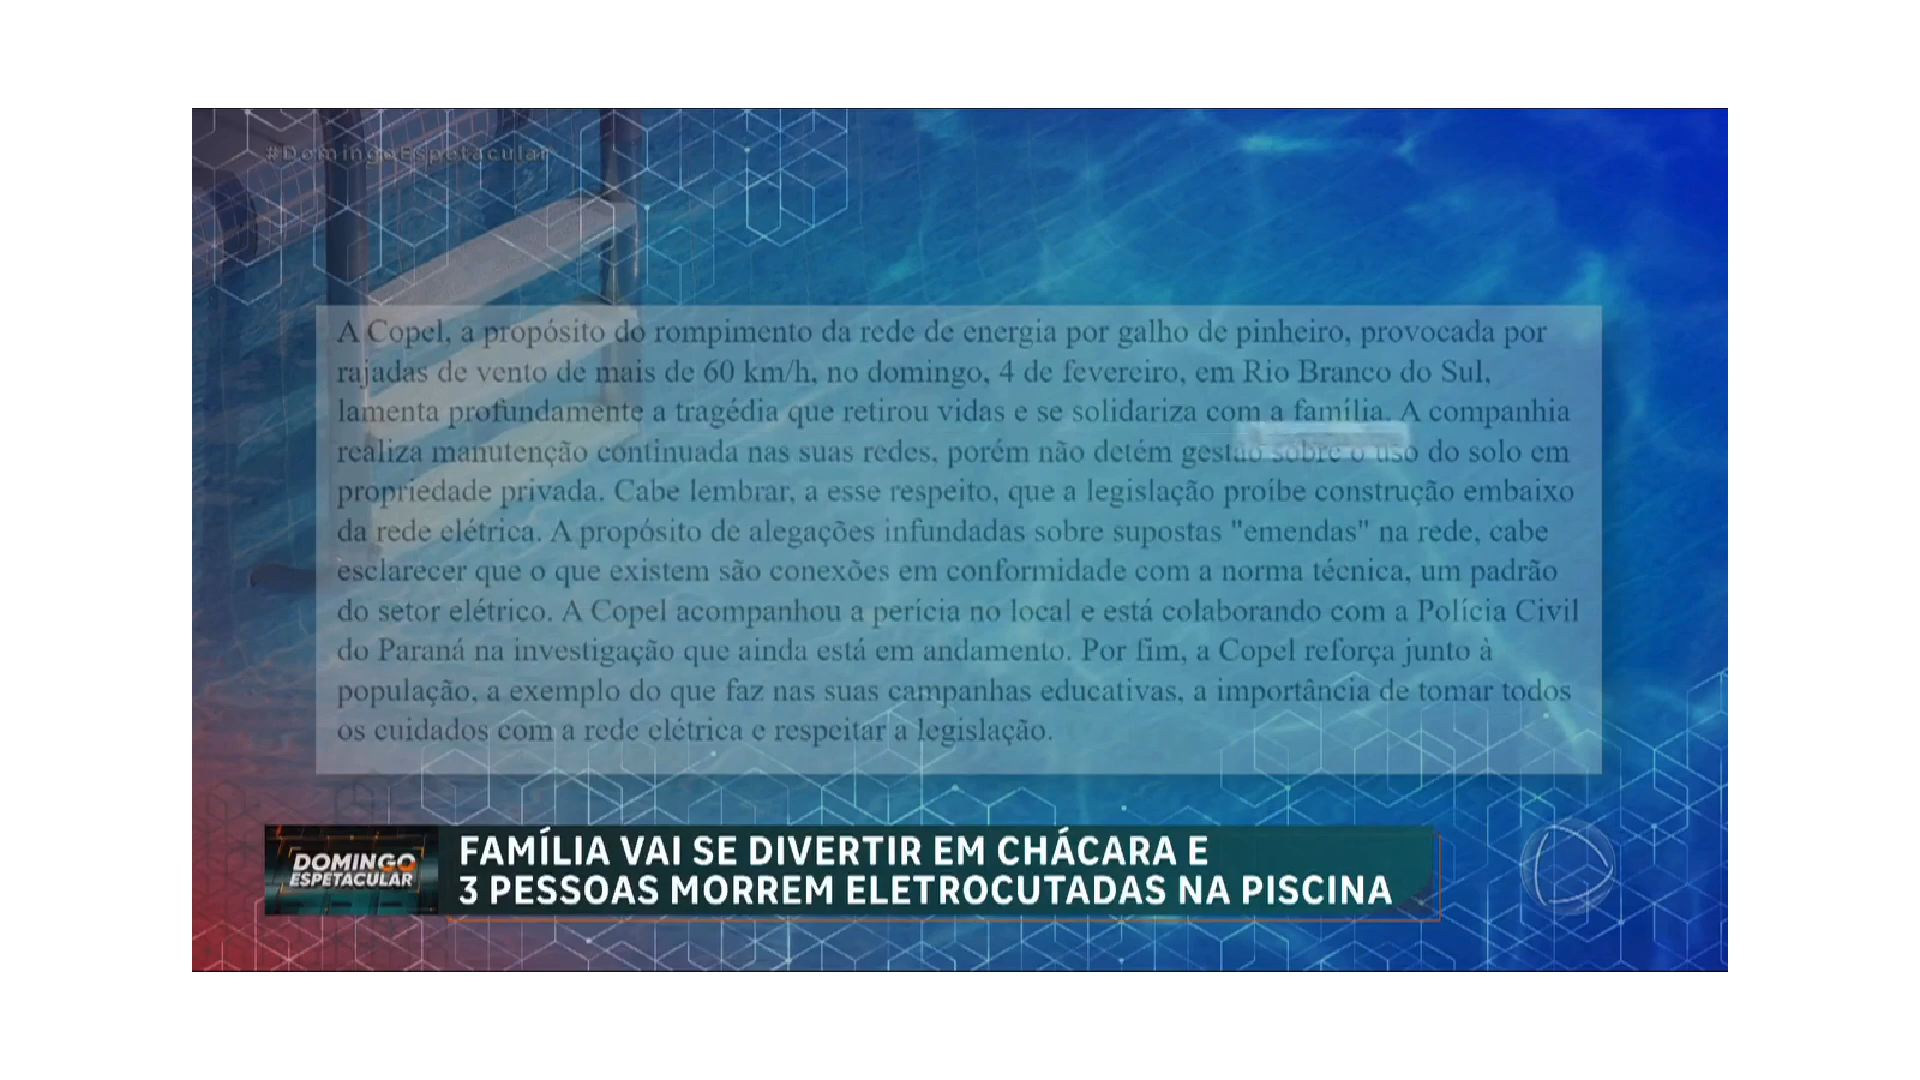 #DomingoEspetacular
A Copel, a propósito do rompimento da rede de energia por galho de pinheiro, provocada por
rajadas de vento de mais de 60 km/h, no domingo, 4 de fevereiro, em Rio Branco do Sul,
lamenta profundamente a tragédia que retirou vidas e se solidariza com a família. A companhia
realiza manutenção continuada nas suas redes, porém não detém gestão sobre o uso do solo em
propriedade privada. Cabe lembrar, a esse respeito, que a legislação proíbe construção embaixo
da rede elétrica. A propósito de alegações infundadas sobre supostas "emendas" na rede, cabe
esclarecer que o que existem são conexões em conformidade com a norma técnica, um padrão
do setor elétrico. A Copel acompanhou a perícia no local e está colaborando com a Polícia Civil
do Paraná na investigação que ainda está em andamento. Por fim, a Copel reforça junto à
população, a exemplo do que faz nas suas campanhas educativas, a importância de tomar todos
os cuidados com a rede elétrica e respeitar a legislação.
DOMINGO
ESPETACULAR
FAMÍLIA VAI SE DIVERTIR EM CHÁCARA E
3 PESSOAS MORREM ELETROCUTADAS NA PISCINA